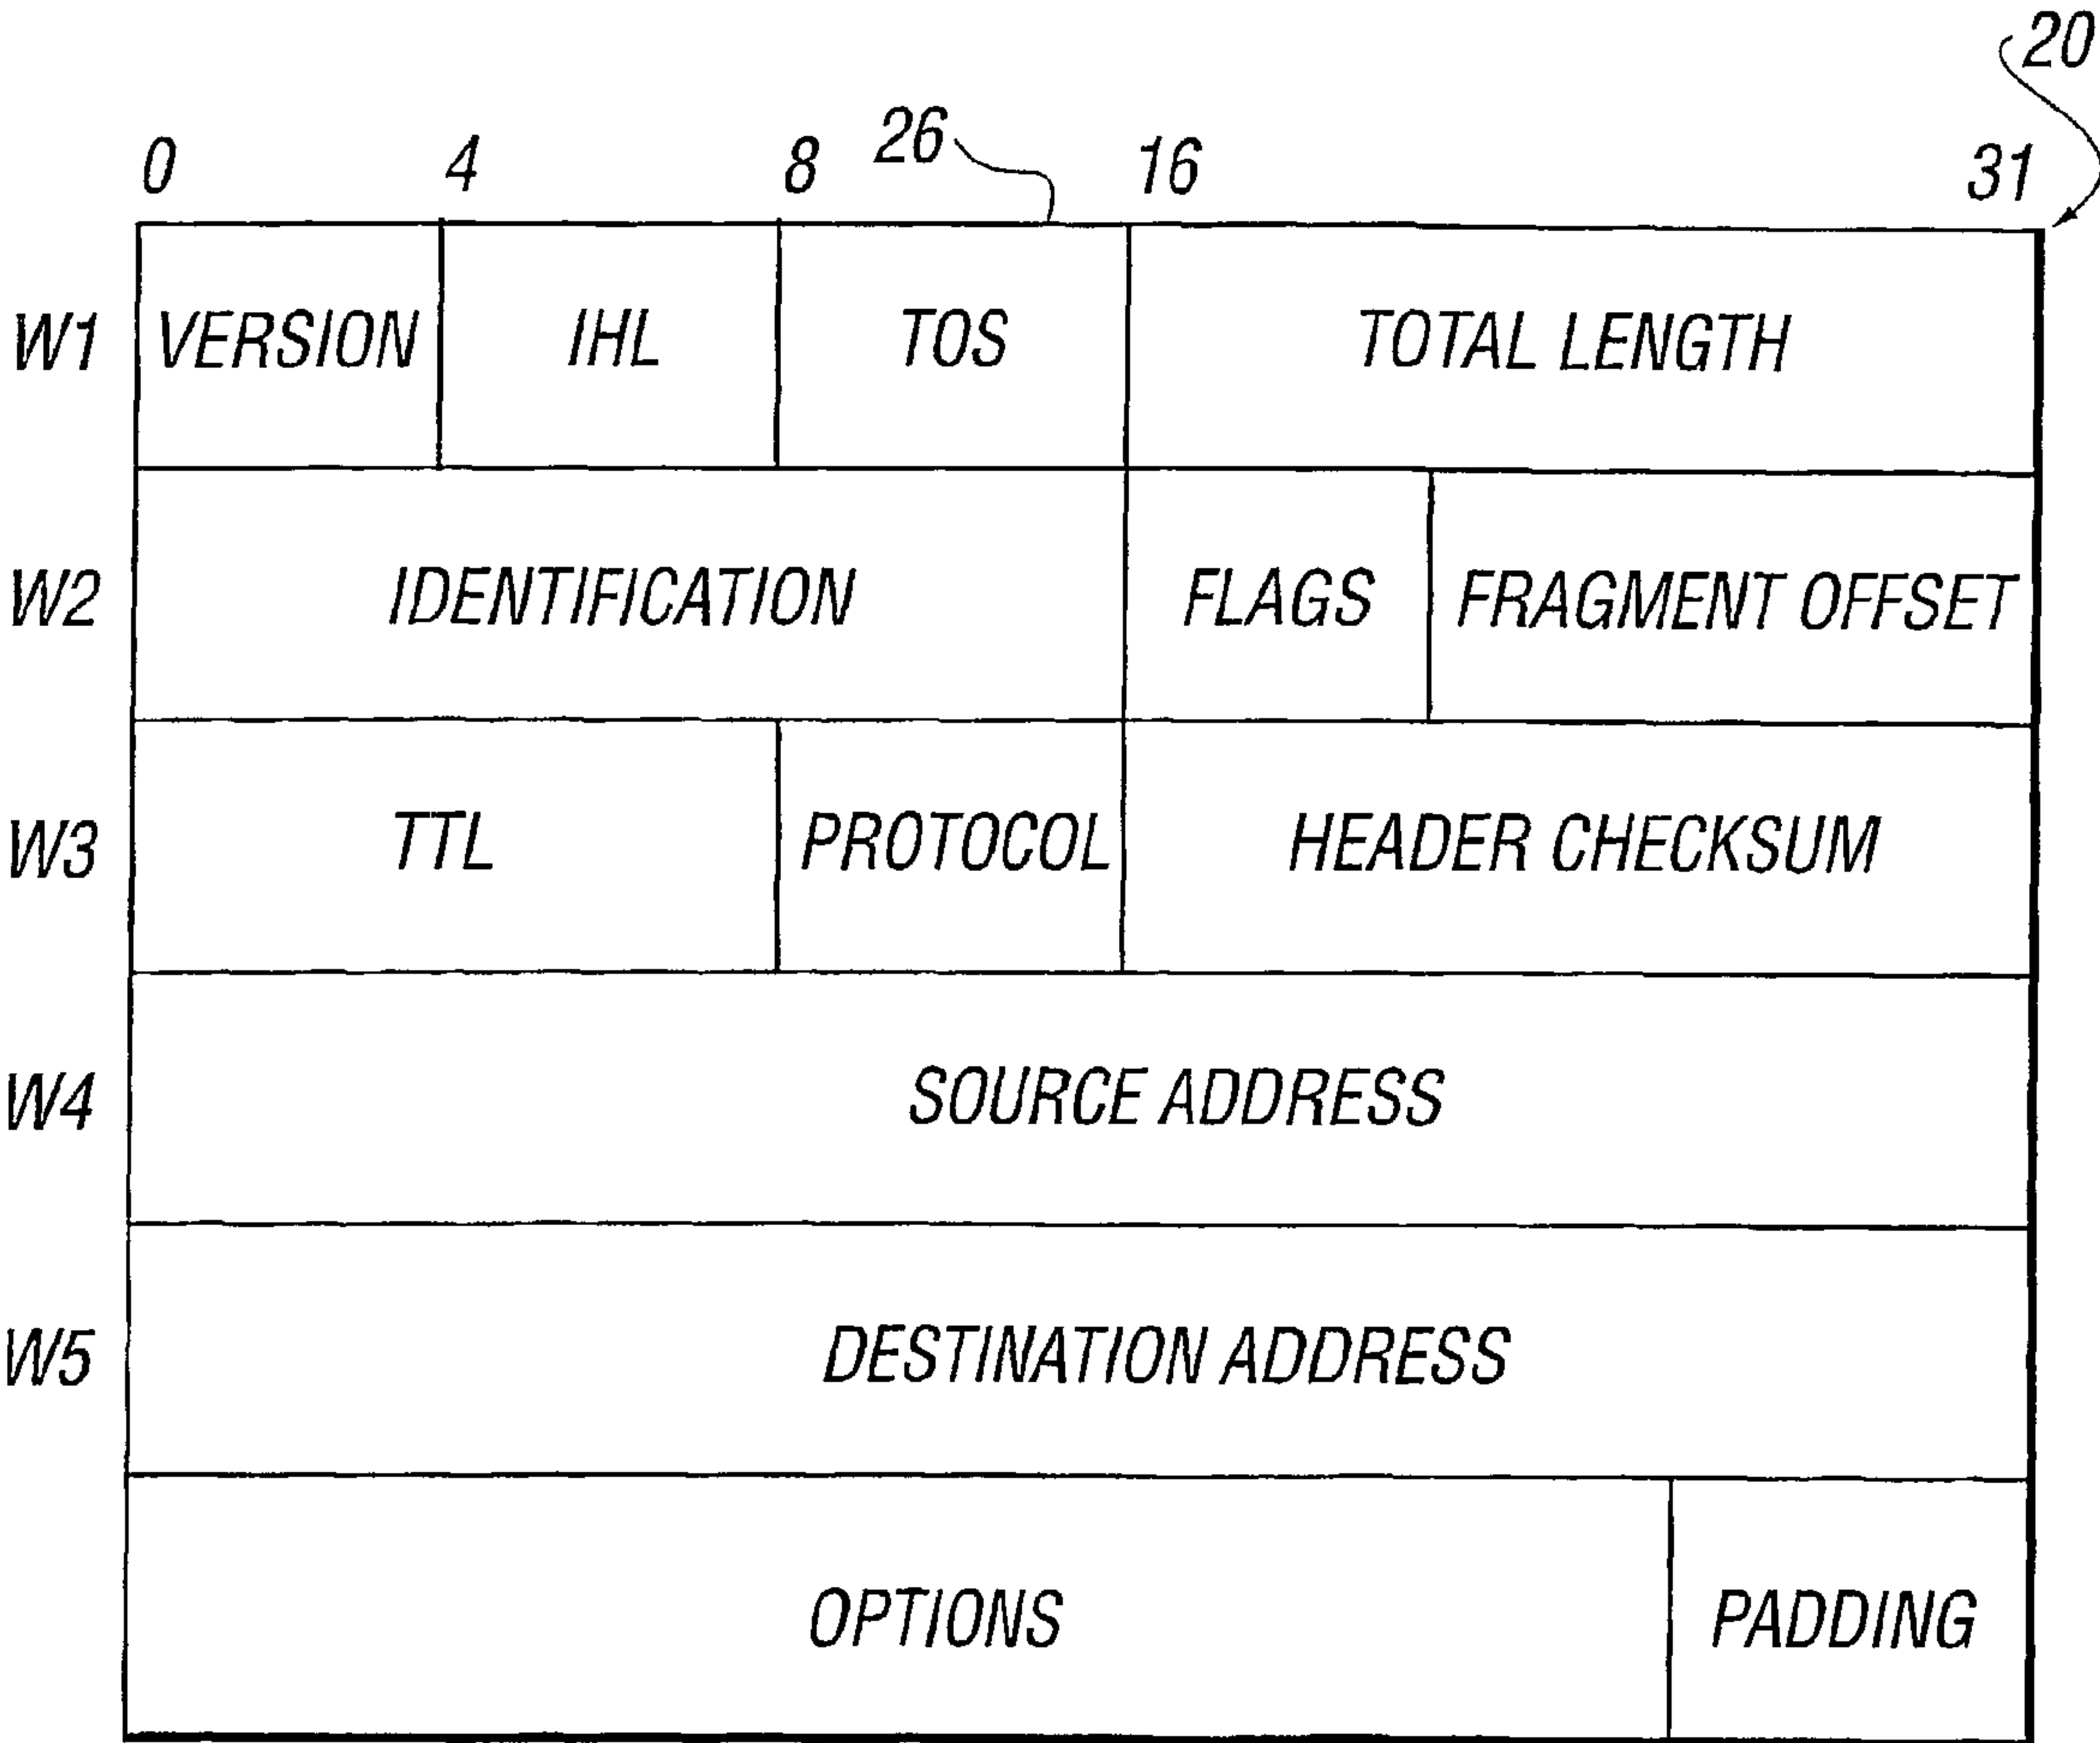 20
0 4 8 26 16 31
W1 VERSION IHL TOS TOTAL LENGTH
W2 IDENTIFICATION FLAGS FRAGMENT OFFSET
W3 TTL PROTOCOL HEADER CHECKSUM
W4 SOURCE ADDRESS
W5 DESTINATION ADDRESS
OPTIONS PADDING